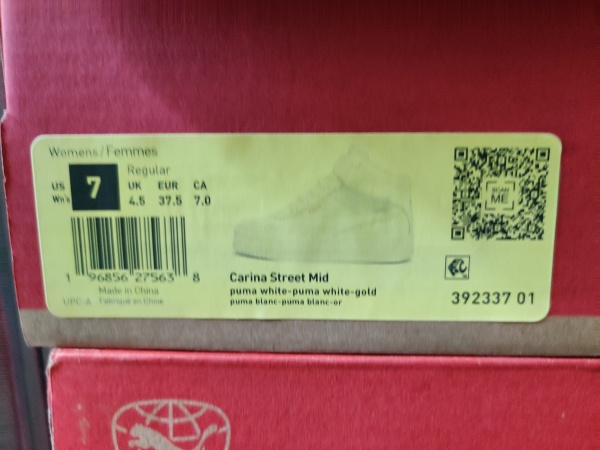 Womens/Femmes
Regular
US UK EUR CA
Wn's 7 4.5 37.5 7.0
SCAN
ME
1 96856 27563 8
Made in China
UPC-A Fabriqué en Chine
Carina Street Mid
puma white-puma white-gold
puma blanc-puma blanc-or
392337 01